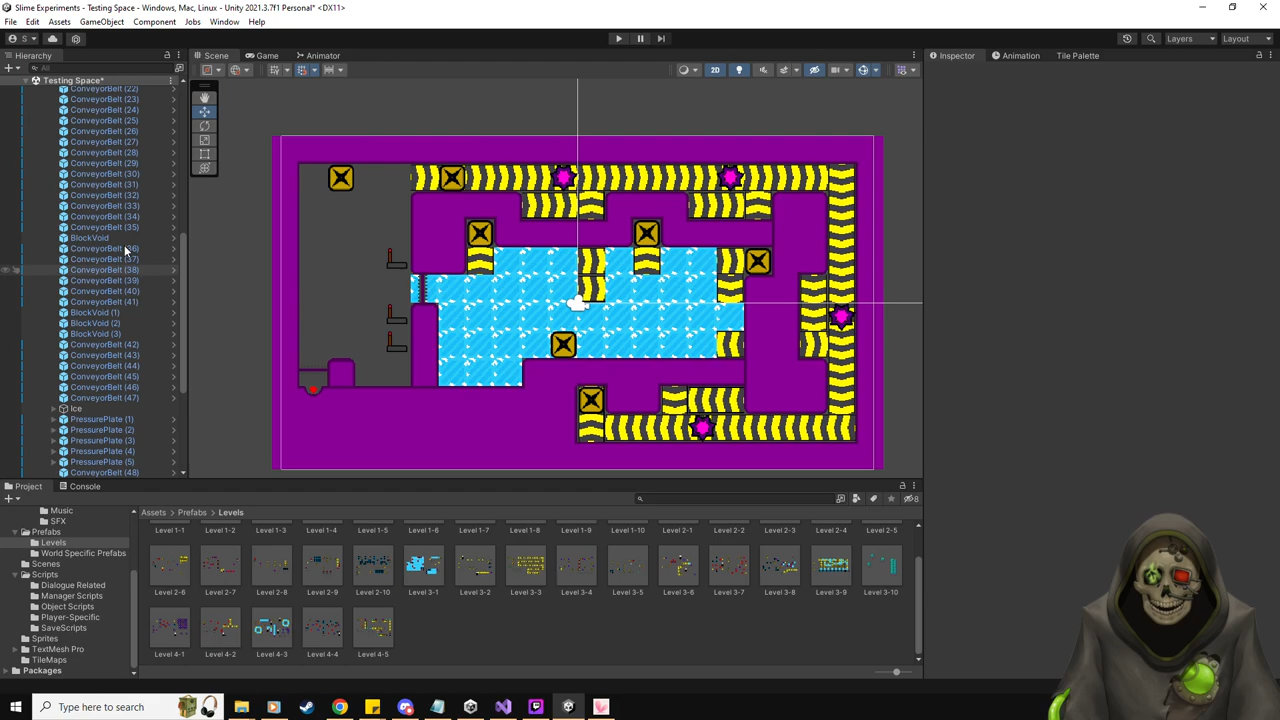 Slime Experiments - Testing Space - Windows, Mac, Linux - Unity 2021.3.7f1 Personal* <DX11>
File Edit Assets GameObject Component Jobs Window Help
S Layers Layout
Hierarchy Scene Game Animator Inspector Animation Tile Palette
All 2D
Testing Space*
ConveyorBelt (22)
ConveyorBelt (23)
ConveyorBelt (24)
ConveyorBelt (25)
ConveyorBelt (26)
ConveyorBelt (27)
ConveyorBelt (28)
ConveyorBelt (29)
ConveyorBelt (30)
ConveyorBelt (31)
ConveyorBelt (32)
ConveyorBelt (33)
ConveyorBelt (34)
ConveyorBelt (35)
BlockVoid
ConveyorBelt (36)
ConveyorBelt (37)
ConveyorBelt (38)
ConveyorBelt (39)
ConveyorBelt (40)
ConveyorBelt (41)
BlockVoid (1)
BlockVoid (2)
BlockVoid (3)
ConveyorBelt (42)
ConveyorBelt (43)
ConveyorBelt (44)
ConveyorBelt (45)
ConveyorBelt (46)
ConveyorBelt (47)
Ice
PressurePlate (1)
PressurePlate (2)
PressurePlate (3)
PressurePlate (4)
PressurePlate (5)
ConveyorBelt (48)
Project Console
8
Music
SFX
Prefabs
Levels
World Specific Prefabs
Scenes
Scripts
Dialogue Related
Manager Scripts
Object Scripts
Player-Specific
SaveScripts
Sprites
TextMesh Pro
TileMaps
Packages
Assets > Prefabs > Levels
Level 1-1 Level 1-2 Level 1-3 Level 1-4 Level 1-5 Level 1-6 Level 1-7 Level 1-8 Level 1-9 Level 1-10 Level 2-1 Level 2-2 Level 2-3 Level 2-4 Level 2-5
Level 2-6 Level 2-7 Level 2-8 Level 2-9 Level 2-10 Level 3-1 Level 3-2 Level 3-3 Level 3-4 Level 3-5 Level 3-6 Level 3-7 Level 3-8 Level 3-9 Level 3-10
Level 4-1 Level 4-2 Level 4-3 Level 4-4 Level 4-5
Type here to search